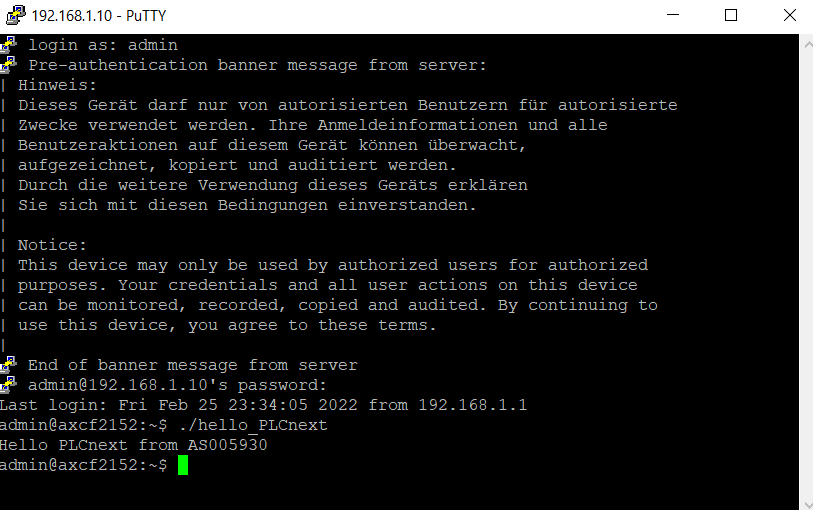 192.168.1.10 - PuTTY
login as: admin
Pre-authentication banner message from server:
| Hinweis:
| Dieses Gerät darf nur von autorisierten Benutzern für autorisierte
| Zwecke verwendet werden. Ihre Anmeldeinformationen und alle
| Benutzeraktionen auf diesem Gerät können überwacht,
| aufgezeichnet, kopiert und auditiert werden.
| Durch die weitere Verwendung dieses Geräts erklären
| Sie sich mit diesen Bedingungen einverstanden.
|
| Notice:
| This device may only be used by authorized users for authorized
| purposes. Your credentials and all user actions on this device
| can be monitored, recorded, copied and audited. By continuing to
| use this device, you agree to these terms.
|
End of banner message from server
admin@192.168.1.10's password:
Last login: Fri Feb 25 23:34:05 2022 from 192.168.1.1
admin@axcf2152:~$ ./hello_PLCnext
Hello PLCnext from AS005930
admin@axcf2152:~$